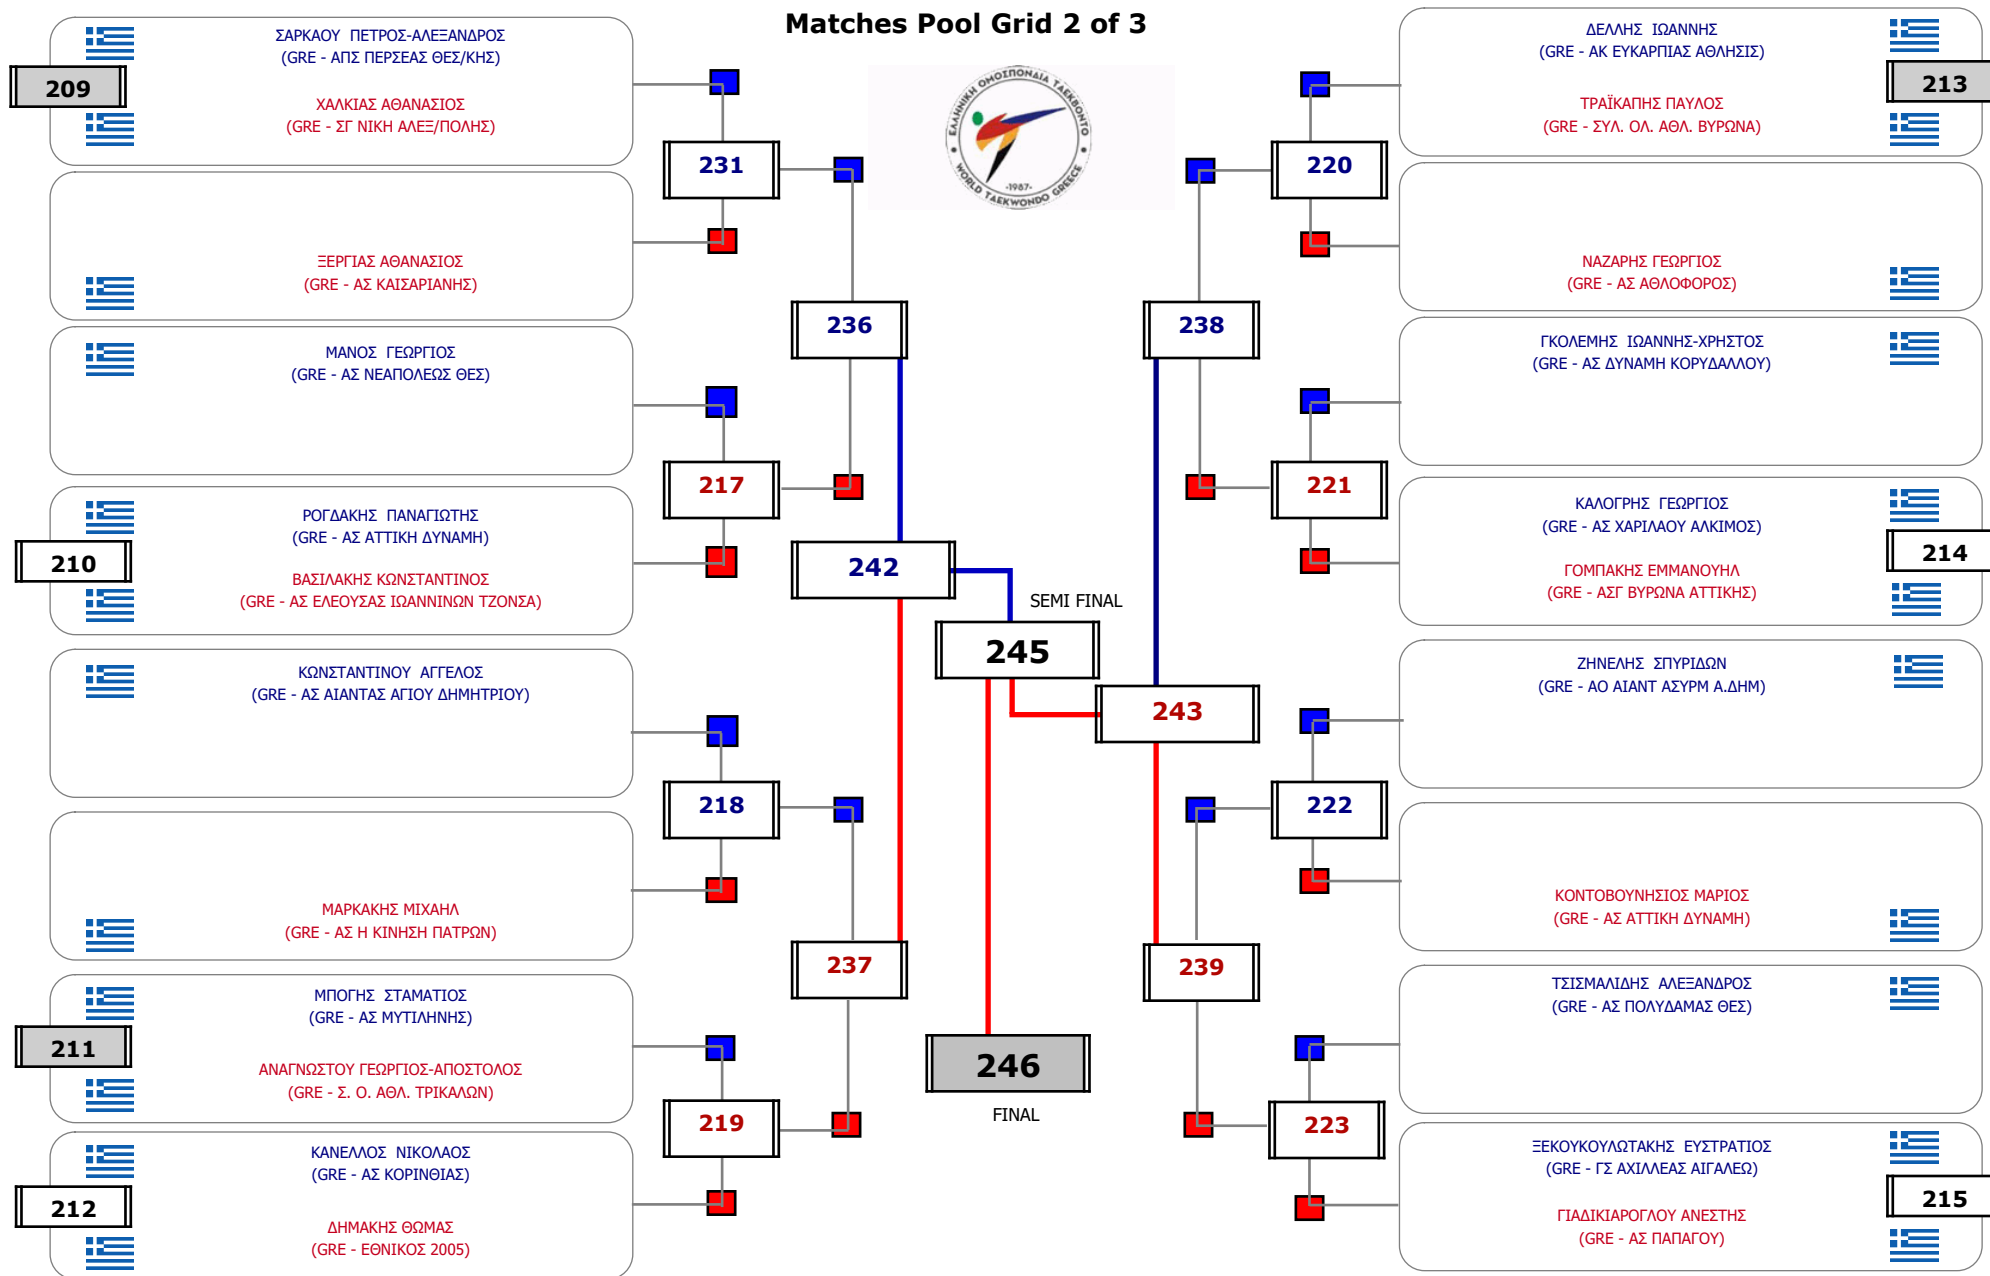 Matches Pool Grid 2 of 3
ΣΑΡΚΑΟΥ ΠΕΤΡΟΣ-ΑΛΕΞΑΝΔΡΟΣ
(GRE - ΑΠΣ ΠΕΡΣΕΑΣ ΘΕΣ/ΚΗΣ)
209
ΧΑΛΚΙΑΣ ΑΘΑΝΑΣΙΟΣ
(GRE - ΣΓ ΝΙΚΗ ΑΛΕΞ/ΠΟΛΗΣ)
231
ΞΕΡΓΙΑΣ ΑΘΑΝΑΣΙΟΣ
(GRE - ΑΣ ΚΑΙΣΑΡΙΑΝΗΣ)
236
ΜΑΝΟΣ ΓΕΩΡΓΙΟΣ
(GRE - ΑΣ ΝΕΑΠΟΛΕΩΣ ΘΕΣ)
217
ΡΟΓΔΑΚΗΣ ΠΑΝΑΓΙΩΤΗΣ
(GRE - ΑΣ ΑΤΤΙΚΗ ΔΥΝΑΜΗ)
210
ΒΑΣΙΛΑΚΗΣ ΚΩΝΣΤΑΝΤΙΝΟΣ
(GRE - ΑΣ ΕΛΕΟΥΣΑΣ ΙΩΑΝΝΙΝΩΝ ΤΖΟΝΣΑ)
242
ΚΩΝΣΤΑΝΤΙΝΟΥ ΑΓΓΕΛΟΣ
(GRE - ΑΣ ΑΙΑΝΤΑΣ ΑΓΙΟΥ ΔΗΜΗΤΡΙΟΥ)
218
ΜΑΡΚΑΚΗΣ ΜΙΧΑΗΛ
(GRE - ΑΣ Η ΚΙΝΗΣΗ ΠΑΤΡΩΝ)
237
ΜΠΟΓΗΣ ΣΤΑΜΑΤΙΟΣ
(GRE - ΑΣ ΜΥΤΙΛΗΝΗΣ)
211
ΑΝΑΓΝΩΣΤΟΥ ΓΕΩΡΓΙΟΣ-ΑΠΟΣΤΟΛΟΣ
(GRE - Σ. Ο. ΑΘΛ. ΤΡΙΚΑΛΩΝ)
219
ΚΑΝΕΛΛΟΣ ΝΙΚΟΛΑΟΣ
(GRE - ΑΣ ΚΟΡΙΝΘΙΑΣ)
212
ΔΗΜΑΚΗΣ ΘΩΜΑΣ
(GRE - ΕΘΝΙΚΟΣ 2005)
ΕΛΛΗΝΙΚΗ ΟΜΟΣΠΟΝΔΙΑ ΤΑΕΚΒΟΝΤΟ
-1987-
WORLD TAEKWONDO GREECE
SEMI FINAL
245
246
FINAL
ΔΕΛΛΗΣ ΙΩΑΝΝΗΣ
(GRE - ΑΚ ΕΥΚΑΡΠΙΑΣ ΑΘΛΗΣΙΣ)
213
ΤΡΑΪΚΑΠΗΣ ΠΑΥΛΟΣ
(GRE - ΣΥΛ. ΟΛ. ΑΘΛ. ΒΥΡΩΝΑ)
220
ΝΑΖΑΡΗΣ ΓΕΩΡΓΙΟΣ
(GRE - ΑΣ ΑΘΛΟΦΟΡΟΣ)
238
ΓΚΟΛΕΜΗΣ ΙΩΑΝΝΗΣ-ΧΡΗΣΤΟΣ
(GRE - ΑΣ ΔΥΝΑΜΗ ΚΟΡΥΔΑΛΛΟΥ)
221
ΚΑΛΟΓΡΗΣ ΓΕΩΡΓΙΟΣ
(GRE - ΑΣ ΧΑΡΙΛΑΟΥ ΑΛΚΙΜΟΣ)
214
ΓΟΜΠΑΚΗΣ ΕΜΜΑΝΟΥΗΛ
(GRE - ΑΣΓ ΒΥΡΩΝΑ ΑΤΤΙΚΗΣ)
243
ΖΗΝΕΛΗΣ ΣΠΥΡΙΔΩΝ
(GRE - ΑΟ ΑΙΑΝΤ ΑΣΥΡΜ Α.ΔΗΜ)
222
ΚΟΝΤΟΒΟΥΝΗΣΙΟΣ ΜΑΡΙΟΣ
(GRE - ΑΣ ΑΤΤΙΚΗ ΔΥΝΑΜΗ)
239
ΤΣΙΣΜΑΛΙΔΗΣ ΑΛΕΞΑΝΔΡΟΣ
(GRE - ΑΣ ΠΟΛΥΔΑΜΑΣ ΘΕΣ)
223
ΞΕΚΟΥΚΟΥΛΩΤΑΚΗΣ ΕΥΣΤΡΑΤΙΟΣ
(GRE - ΓΣ ΑΧΙΛΛΕΑΣ ΑΙΓΑΛΕΩ)
215
ΓΙΑΔΙΚΙΑΡΟΓΛΟΥ ΑΝΕΣΤΗΣ
(GRE - ΑΣ ΠΑΠΑΓΟΥ)